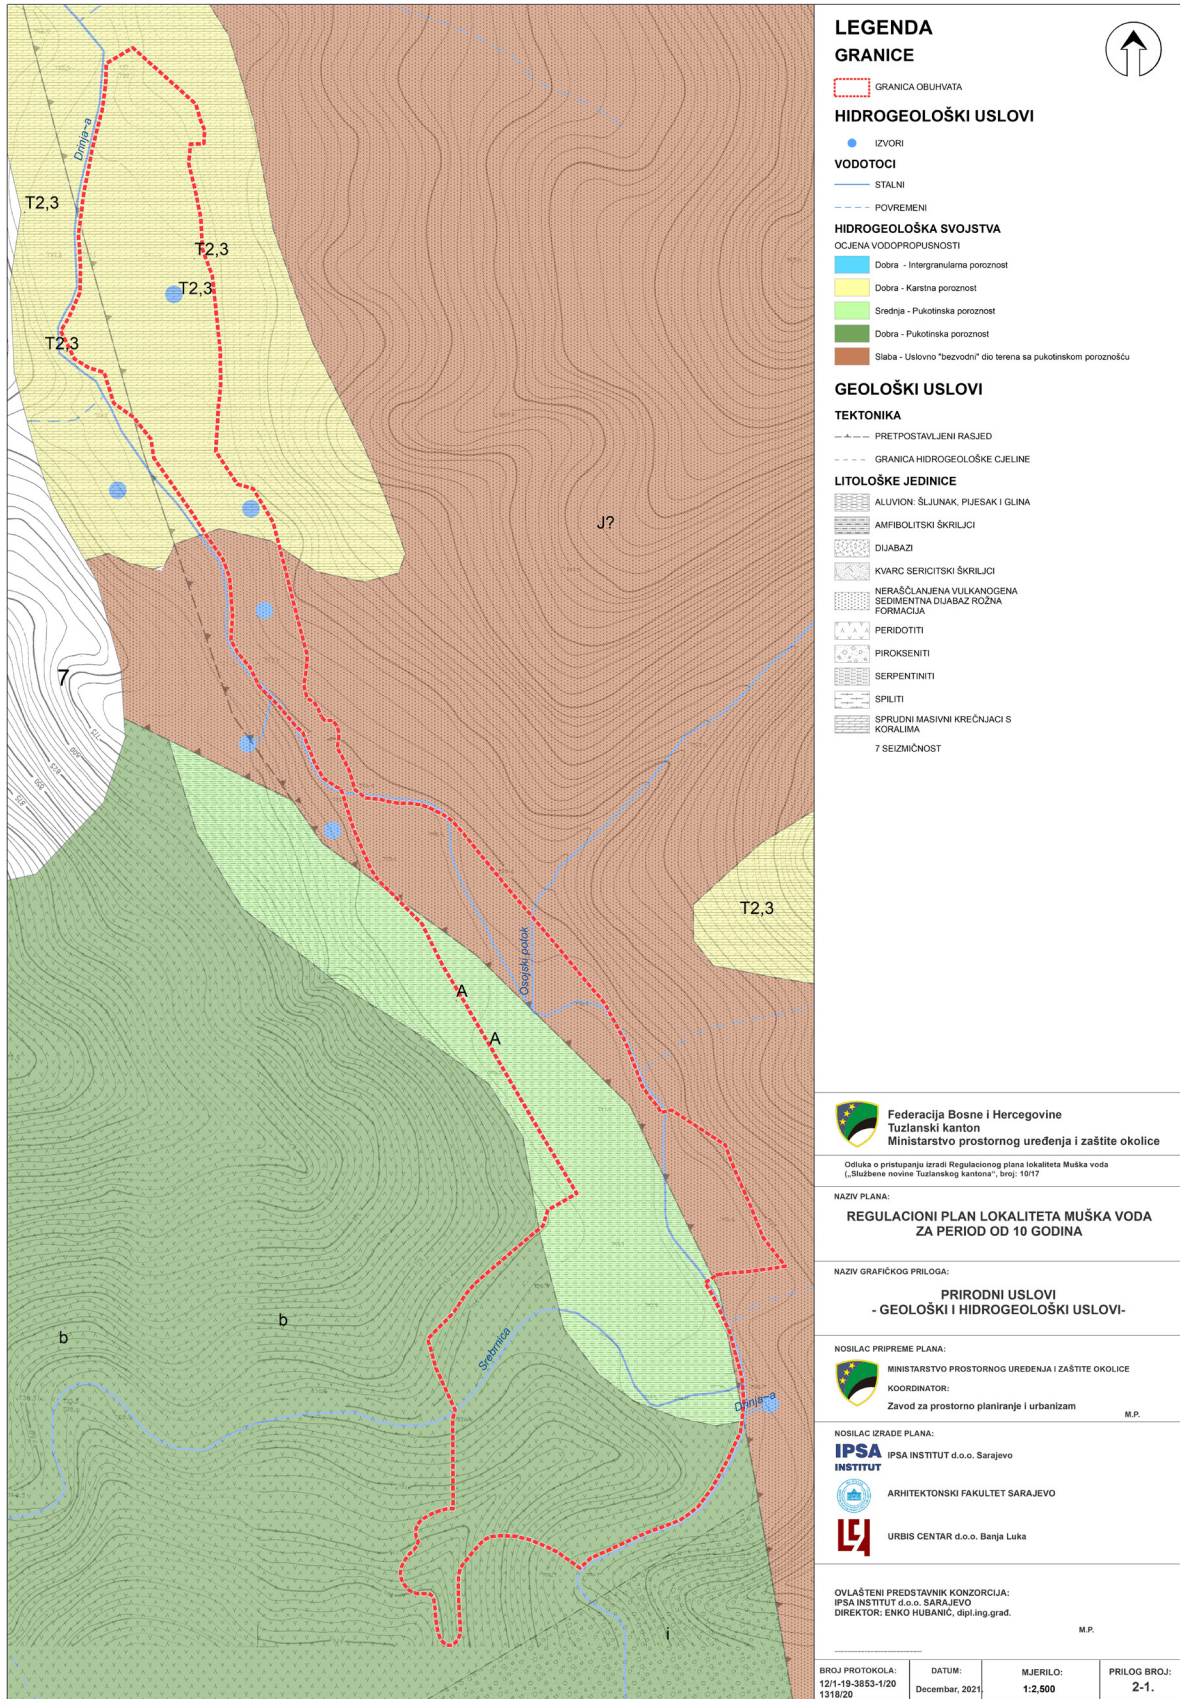 Drinja-a
T2,3
T2,3
T2,3
T2,3
J?
7
T2,3
Osojski potok
A
A
b
b
Srebrnica
Drinja-a
i
LEGENDA
GRANICE
GRANICA OBUHVATA
HIDROGEOLOŠKI USLOVI
IZVORI
VODOTOCI
STALNI
POVREMENI
HIDROGEOLOŠKA SVOJSTVA
OCJENA VODOPROPUSNOSTI
Dobra - Intergranularna poroznost
Dobra - Karstna poroznost
Srednja - Pukotinska poroznost
Dobra - Pukotinska poroznost
Slaba - Uslovno "bezvodni" dio terena sa pukotinskom poroznošću
GEOLOŠKI USLOVI
TEKTONIKA
PRETPOSTAVLJENI RASJED
GRANICA HIDROGEOLOŠKE CJELINE
LITOLOŠKE JEDINICE
ALUVION: ŠLJUNAK, PIJESAK I GLINA
AMFIBOLITSKI ŠKRILJCI
DIJABAZI
KVARC SERICITSKI ŠKRILJCI
NERAŠČLANJENA VULKANOGENA
SEDIMENTNA DIJABAZ ROŽNA
FORMACIJA
PERIDOTITI
PIROKSENITI
SERPENTINITI
SPILITI
SPRUDNI MASIVNI KREČNJACI S
KORALIMA
7 SEIZMIČNOST
Federacija Bosne i Hercegovine
Tuzlanski kanton
Ministarstvo prostornog uređenja i zaštite okolice
Odluka o pristupanju izradi Regulacionog plana lokaliteta Muška voda
(„Službene novine Tuzlanskog kantona", broj: 10/17
NAZIV PLANA:
REGULACIONI PLAN LOKALITETA MUŠKA VODA
ZA PERIOD OD 10 GODINA
NAZIV GRAFIČKOG PRILOGA:
PRIRODNI USLOVI
- GEOLOŠKI I HIDROGEOLOŠKI USLOVI-
NOSILAC PRIPREME PLANA:
MINISTARSTVO PROSTORNOG UREĐENJA I ZAŠTITE OKOLICE
KOORDINATOR:
Zavod za prostorno planiranje i urbanizam
M.P.
NOSILAC IZRADE PLANA:
IPSA
INSTITUT
IPSA INSTITUT d.o.o. Sarajevo
ARHITEKTONSKI FAKULTET SARAJEVO
URBIS CENTAR d.o.o. Banja Luka
OVLAŠTENI PREDSTAVNIK KONZORCIJA:
IPSA INSTITUT d.o.o. SARAJEVO
DIREKTOR: ENKO HUBANIĆ, dipl.ing.građ.
M.P.
BROJ PROTOKOLA:
12/1-19-3853-1/20
1318/20
DATUM:
Decembar, 2021.
MJERILO:
1:2,500
PRILOG BROJ:
2-1.